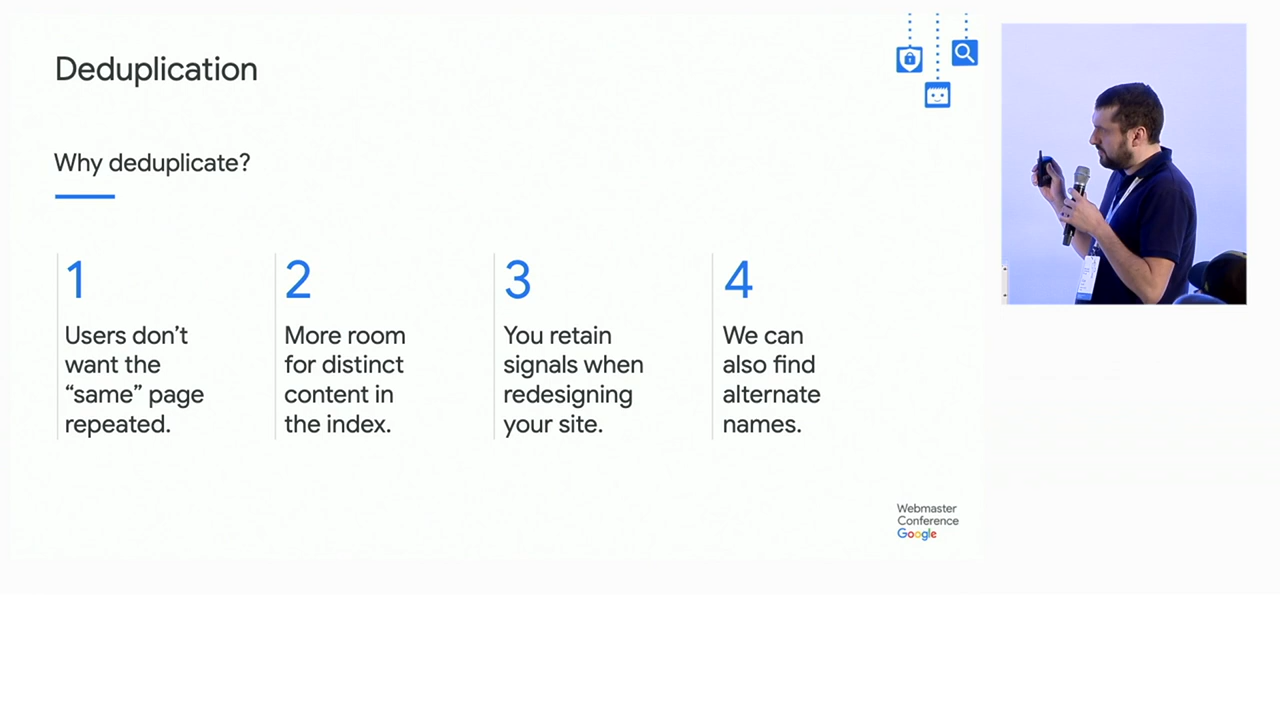 Deduplication
Why deduplicate?
1
Users don’t
want the
“same” page
repeated.
2
More room
for distinct
content in
the index.
3
You retain
signals when
redesigning
your site.
4
We can
also find
alternate
names.
Webmaster
Conference
Google